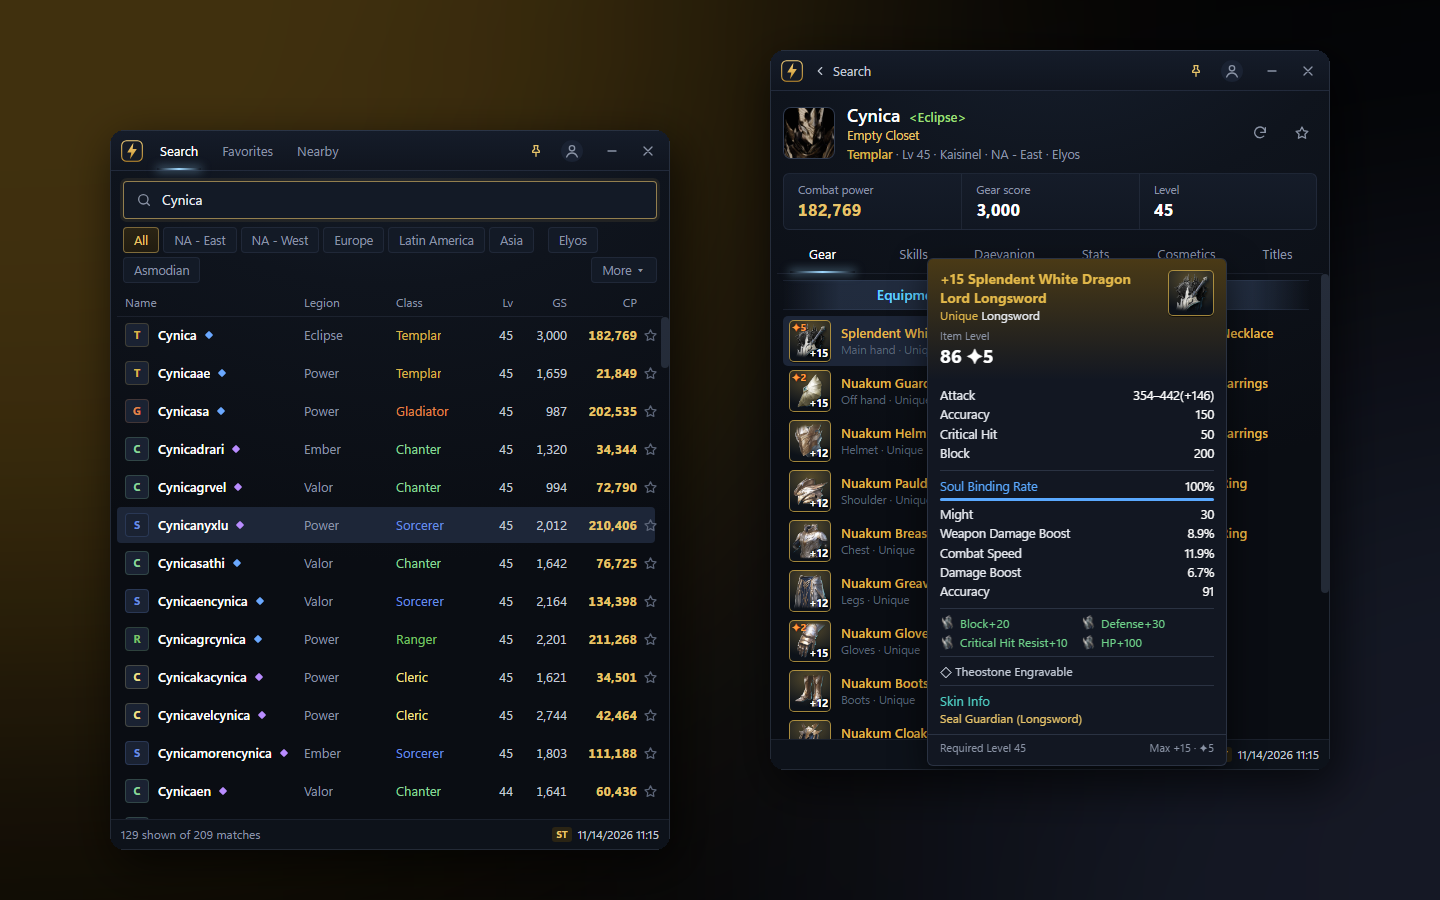 Search Favorites Nearby
Cynica
All NA - East NA - West Europe Latin America Asia Elyos
Asmodian More
Name Legion Class Lv GS CP
T Cynica Eclipse Templar 45 3,000 182,769
T Cynicaae Power Templar 45 1,659 21,849
G Cynicasa Power Gladiator 45 987 202,535
C Cynicadrari Ember Chanter 45 1,320 34,344
C Cynicagrvel Valor Chanter 45 994 72,790
S Cynicanyxlu Power Sorcerer 45 2,012 210,406
C Cynicasathi Valor Chanter 45 1,642 76,725
S Cynicaencynica Valor Sorcerer 45 2,164 134,398
R Cynicagrcynica Power Ranger 45 2,201 211,268
C Cynicakacynica Power Cleric 45 1,621 34,501
C Cynicavelcynica Power Cleric 45 2,744 42,464
S Cynicamorencynica Ember Sorcerer 45 1,803 111,188
C Cynicaen Valor Chanter 44 1,641 60,436
129 shown of 209 matches ST 11/14/2026 11:15
Search
Cynica <Eclipse>
Empty Closet
Templar · Lv 45 · Kaisinel · NA - East · Elyos
Combat power Gear score Level
182,769 3,000 45
Gear Skills Daevanion Stats Cosmetics Titles
Equipme
✦5 +15 Splendent Whi
Main hand · Uniq
✦2 +15 Nuakum Guar
Off hand · Unique
+12 Nuakum Helm
Helmet · Unique
+12 Nuakum Pauld
Shoulder · Uniqu
+12 Nuakum Breas
Chest · Unique
+12 Nuakum Greav
Legs · Unique
✦2 +15 Nuakum Glove
Gloves · Unique
+12 Nuakum Boots
Boots · Unique
Nuakum Cloak
Necklace
arrings
arrings
ing
ing
+15 Splendent White Dragon
Lord Longsword
Unique Longsword
Item Level
86 ✦5
Attack 354–442(+146)
Accuracy 150
Critical Hit 50
Block 200
Soul Binding Rate 100%
Might 30
Weapon Damage Boost 8.9%
Combat Speed 11.9%
Damage Boost 6.7%
Accuracy 91
Block+20 Defense+30
Critical Hit Resist+10 HP+100
Theostone Engravable
Skin Info
Seal Guardian (Longsword)
Required Level 45 Max +15 · ✦5
11/14/2026 11:15